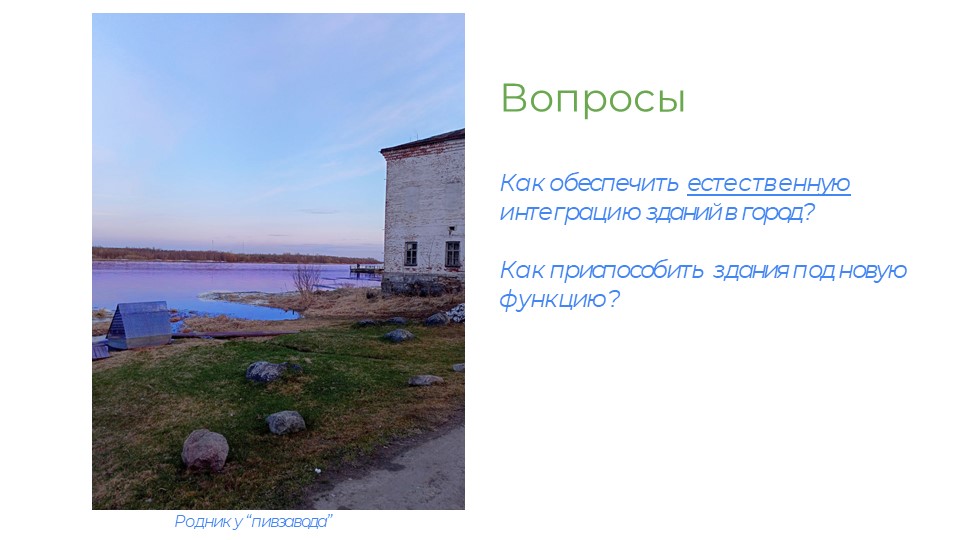 Вопросы
Как обеспечить естественную
интеграцию зданий в город?
Как приспособить здания под новую
функцию?
Родник у “пивзавода”